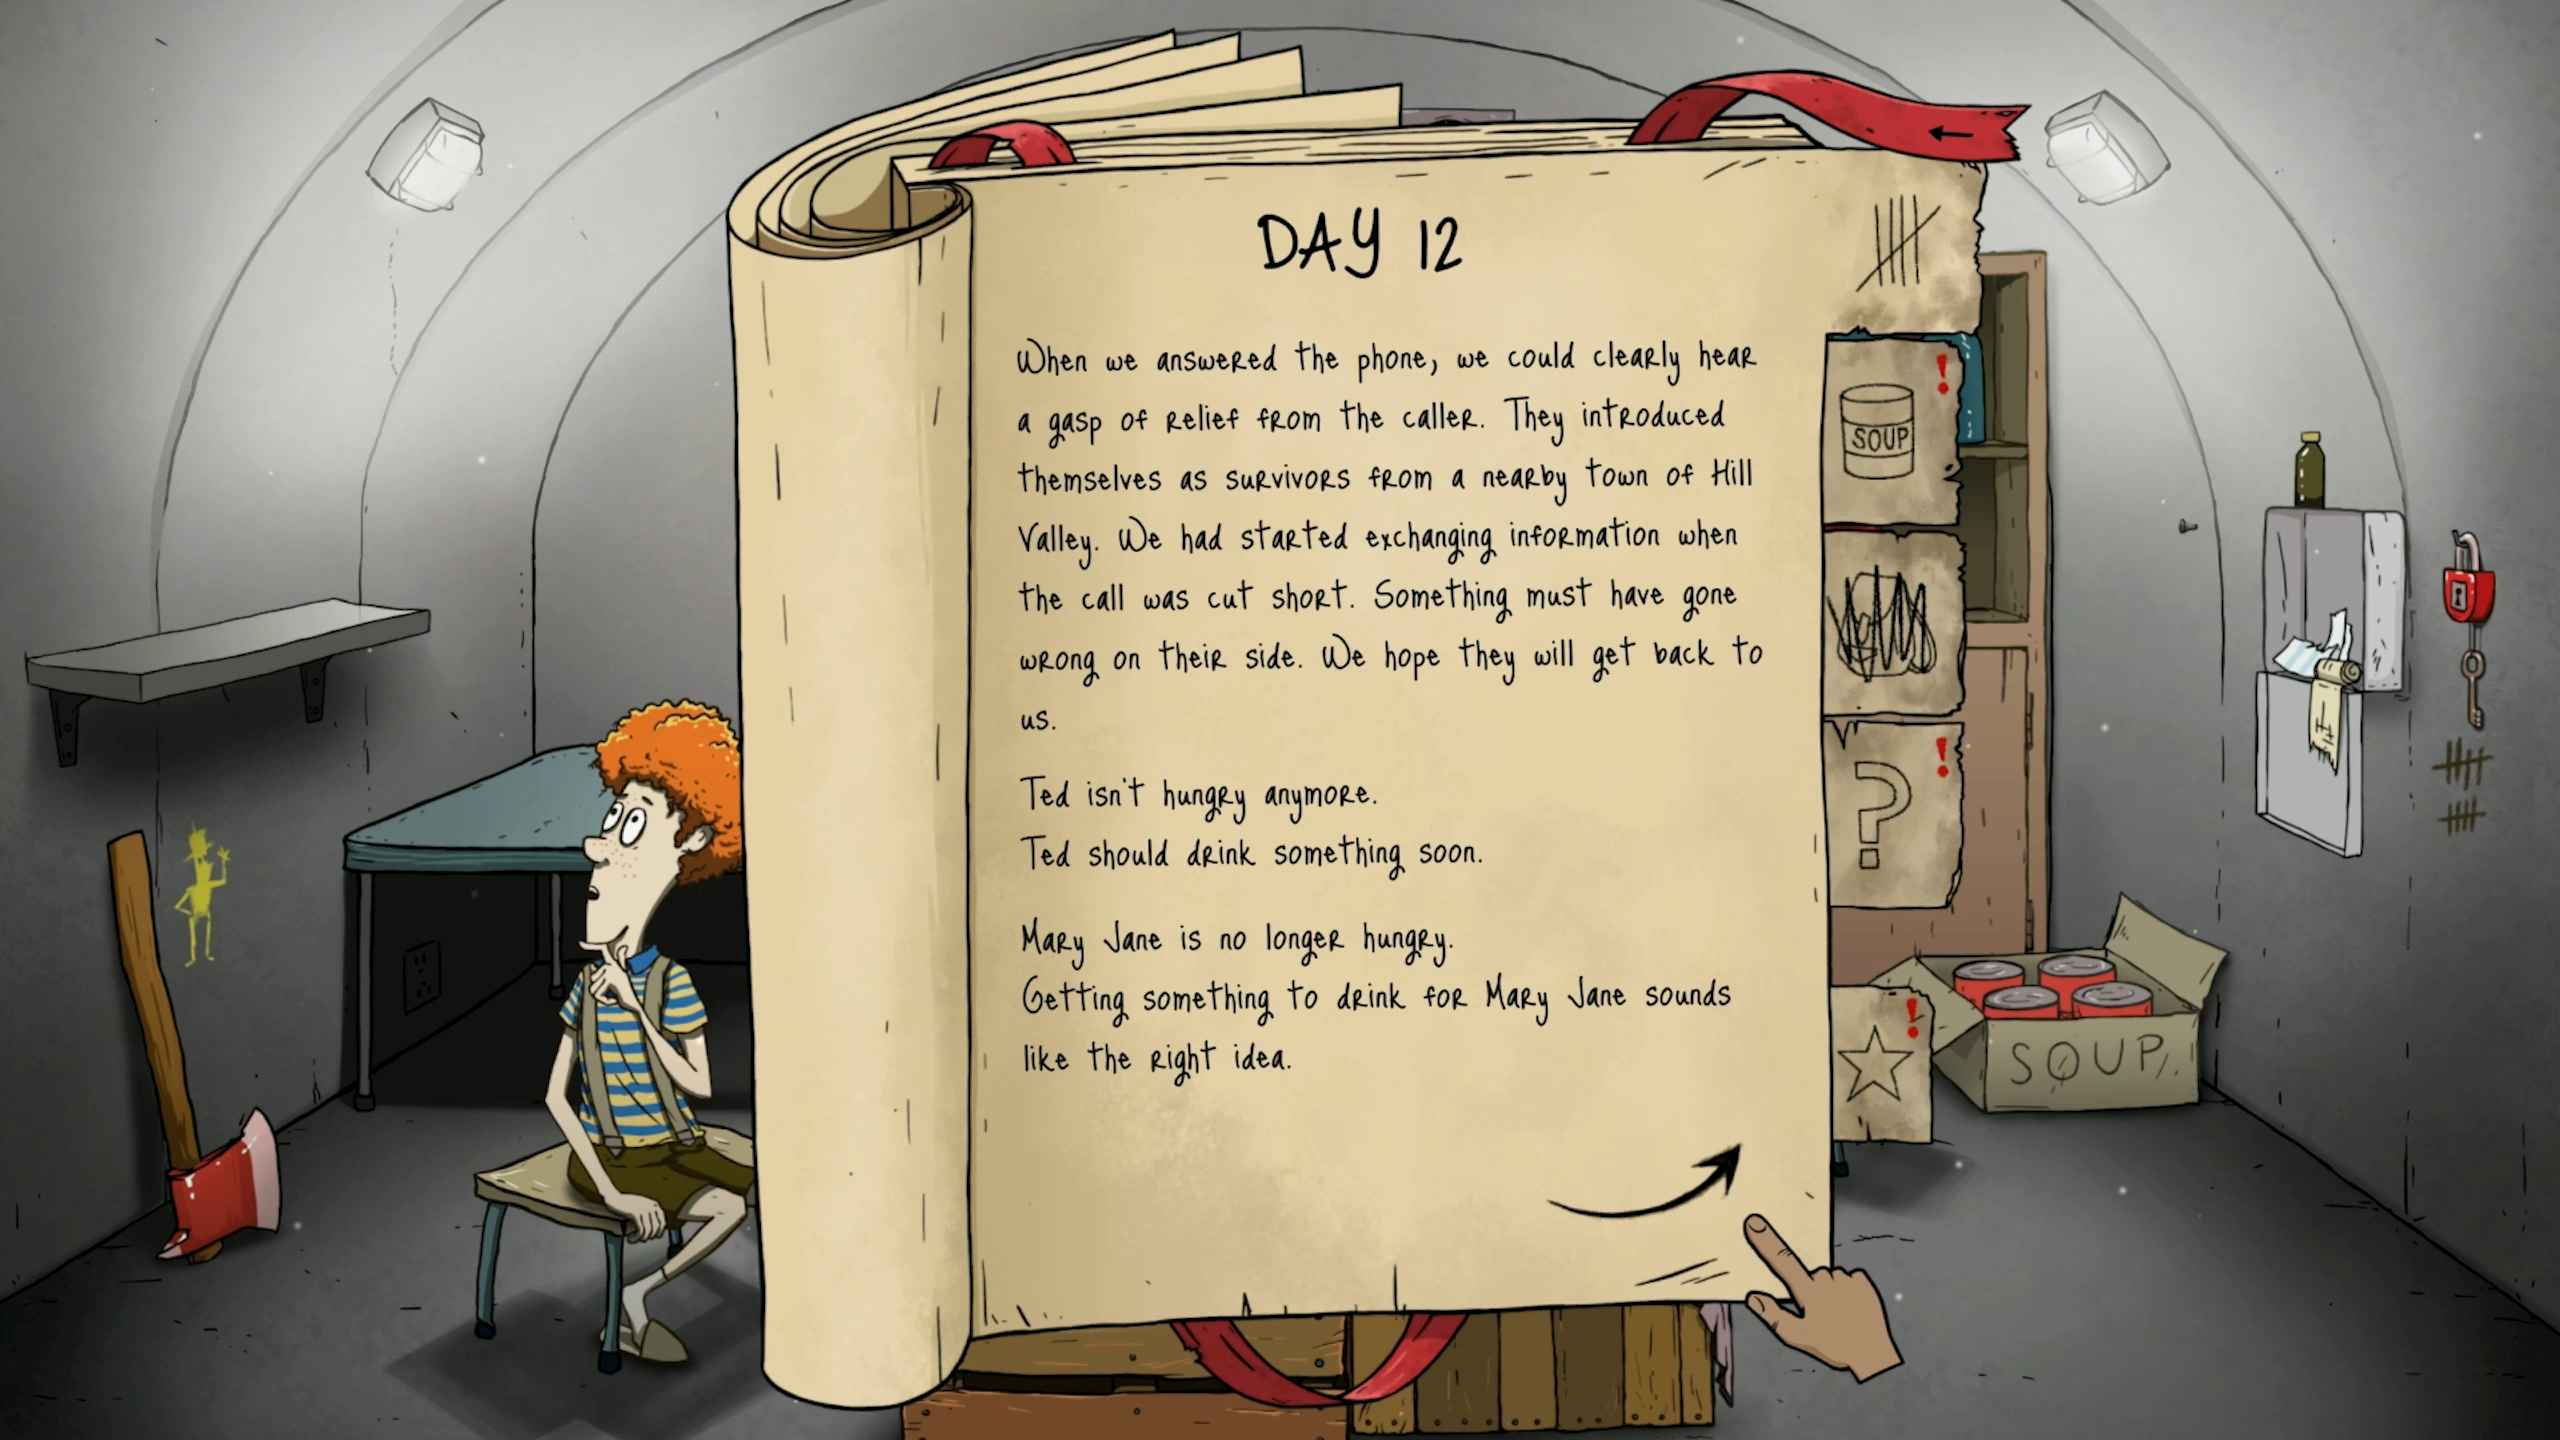 DAY 12
When we answered the phone, we could clearly hear
a gasp of relief from the caller. They introduced
themselves as survivors from a nearby town of Hill
Valley. We had started exchanging information when
the call was cut short. Something must have gone
wrong on their side. We hope they will get back to
us.
Ted isn't hungry anymore.
Ted should drink something soon.
Mary Jane is no longer hungry.
Getting something to drink for Mary Jane sounds
like the right idea.
!
SOUP
!
?
!
SOUP